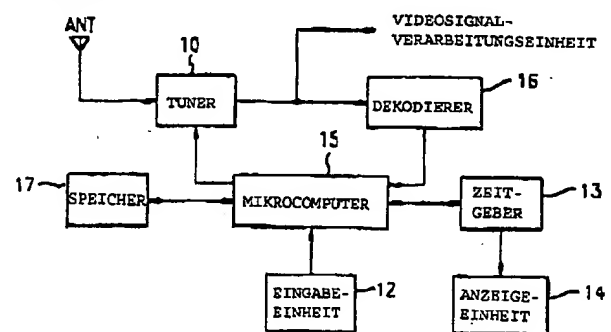 ANT
10
TUNER
VIDEOSIGNAL-
VERARBEITUNGSEINHEIT
16
DEKODIERER
15
MIKROCOMPUTER
17
SPEICHER
13
ZEIT-
GEBER
12
EINGABE-
EINHEIT
14
ANZEIGE-
EINHEIT